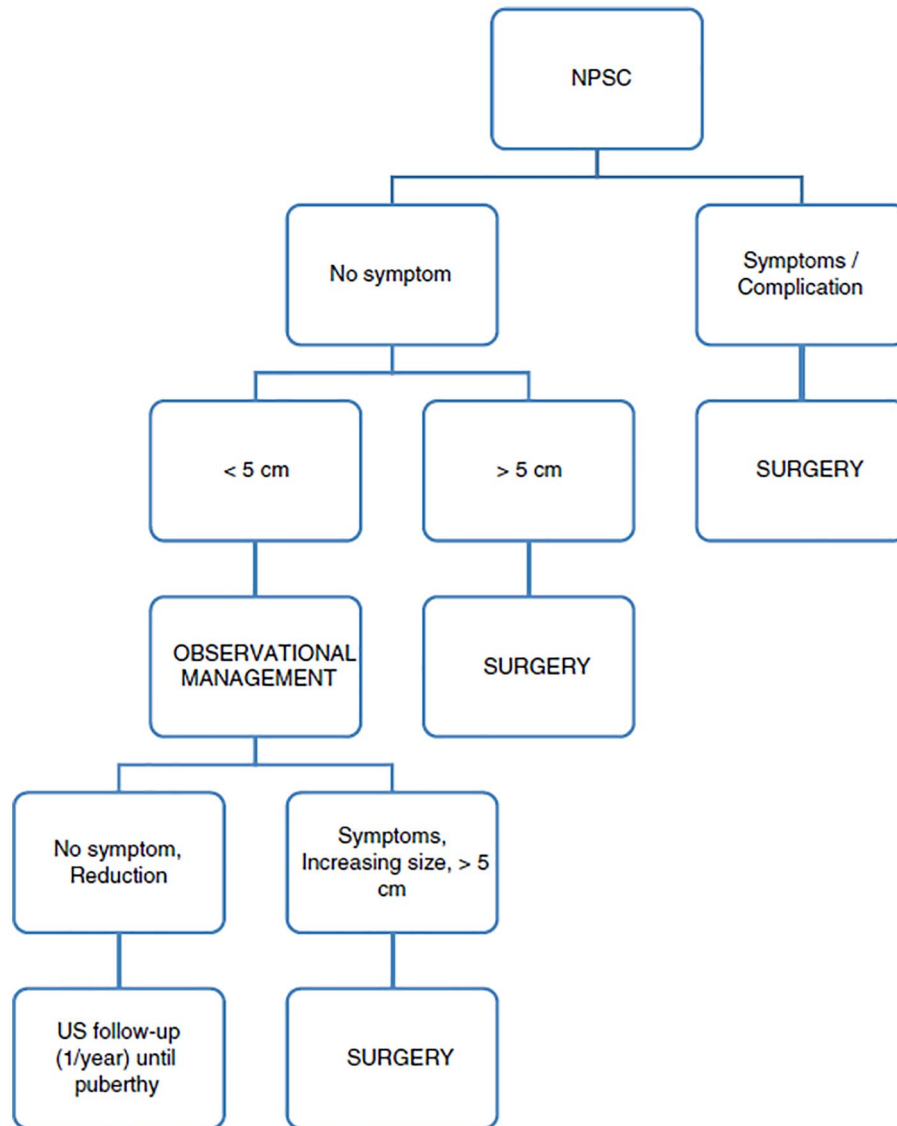 NPSC
No symptom
Symptoms /
Complication
< 5 cm
> 5 cm
SURGERY
OBSERVATIONAL
MANAGEMENT
SURGERY
No symptom,
Reduction
Symptoms,
Increasing size, > 5
cm
US follow-up
(1/year) until
puberthy
SURGERY